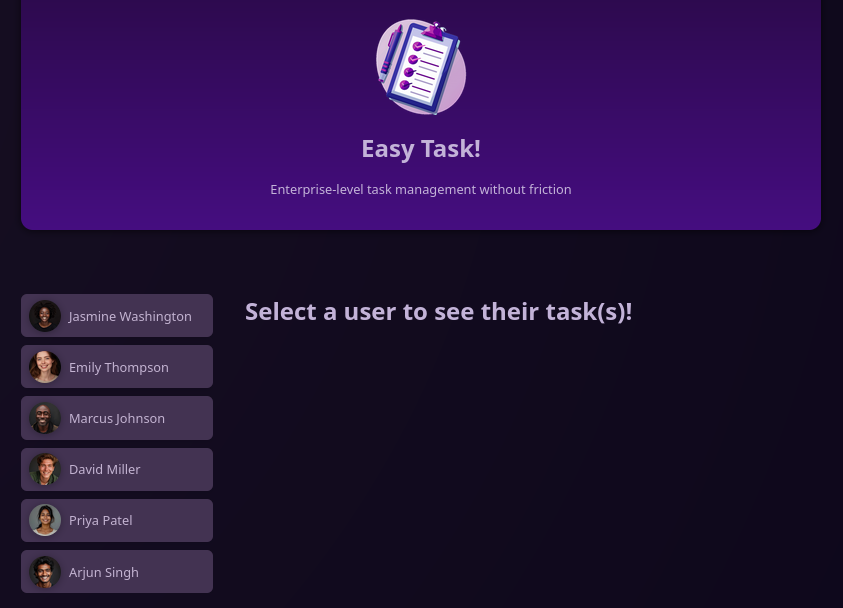 Easy Task!
Enterprise-level task management without friction
Jasmine Washington
Select a user to see their task(s)!
Emily Thompson
Marcus Johnson
David Miller
Priya Patel
Arjun Singh